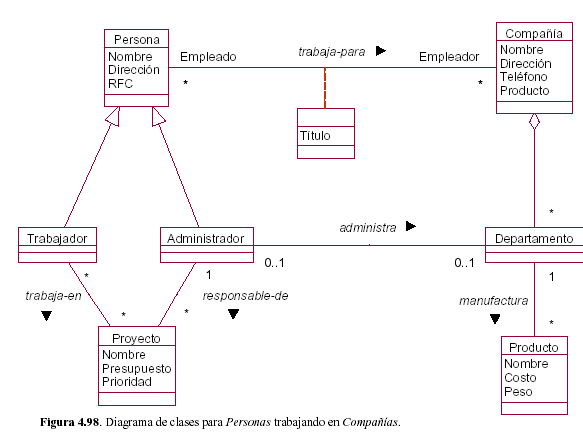 Persona
Nombre
Dirección
RFC
Empleado
trabaja-para
Empleador
*
*
Compañía
Nombre
Dirección
Teléfono
Producto
Título
Trabajador
Administrador
administra
0..1
0..1
*
Departamento
*
1
1
trabaja-en
responsable-de
manufactura
*
*
*
Proyecto
Nombre
Presupuesto
Prioridad
Producto
Nombre
Costo
Peso
Figura 4.98. Diagrama de clases para Personas trabajando en Compañías.